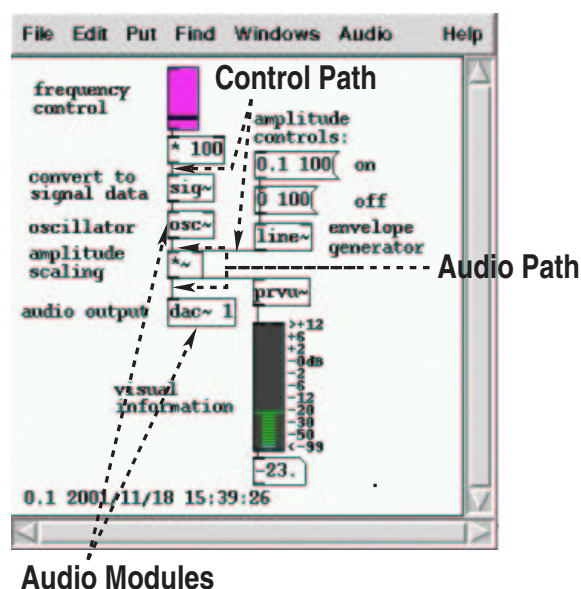 File Edit Put Find Windows Audio Help
Control Path
frequency
control
* 100
amplitude
controls:
0.1 100
on
convert to
signal data
sig~
0 100
off
oscillator
osc~
line~
envelope
generator
amplitude
scaling
*~
Audio Path
prvu~
audio output
dac~ 1
>+12
+6
+2
-0dB
-2
-6
-12
-20
-30
-50
<-99
visual
information
-23.
0.1 2001/11/18 15:39:26
Audio Modules